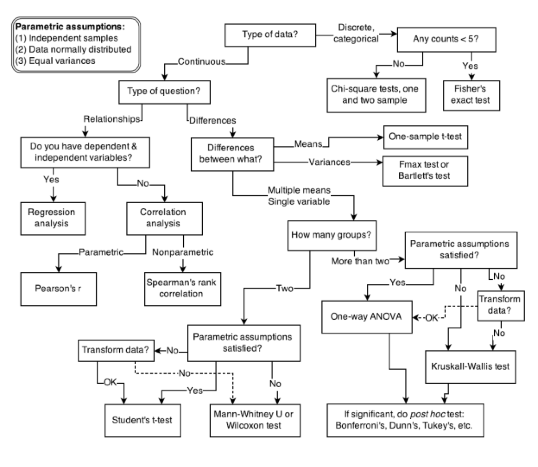 Parametric assumptions:
(1) Independent samples
(2) Data normally distributed
(3) Equal variances
Type of data?
Discrete,
categorical
Any counts < 5?
Continuous
No
Yes
Type of question?
Chi-square tests, one
and two sample
Fisher's
exact test
Relationships
Differences
Do you have dependent &
independent variables?
Differences
between what?
Means
One-sample t-test
Variances
Fmax test or
Bartlett's test
Yes
No
Multiple means
Single variable
Regression
analysis
Correlation
analysis
How many groups?
Parametric assumptions
satisfied?
Parametric
Nonparametric
More than two
Yes
No
No
Pearson's r
Spearman's rank
correlation
Two
One-way ANOVA
OK
Transform
data?
No
Transform data?
No
Parametric assumptions
satisfied?
Kruskall-Wallis test
OK
No
Yes
No
Student's t-test
Mann-Whitney U or
Wilcoxon test
If significant, do post hoc test:
Bonferroni's, Dunn's, Tukey's, etc.